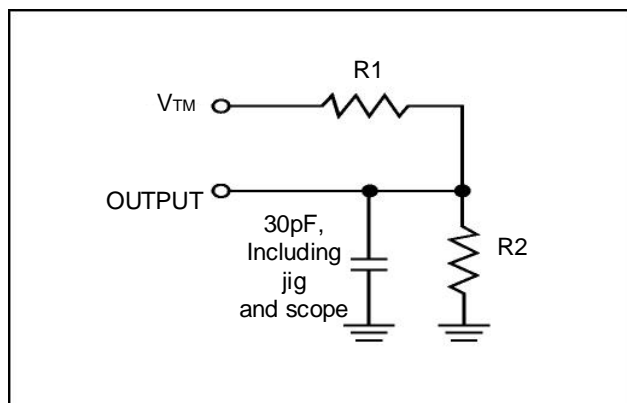 R1
VTM
OUTPUT
30pF,
Including
jig
and scope
R2